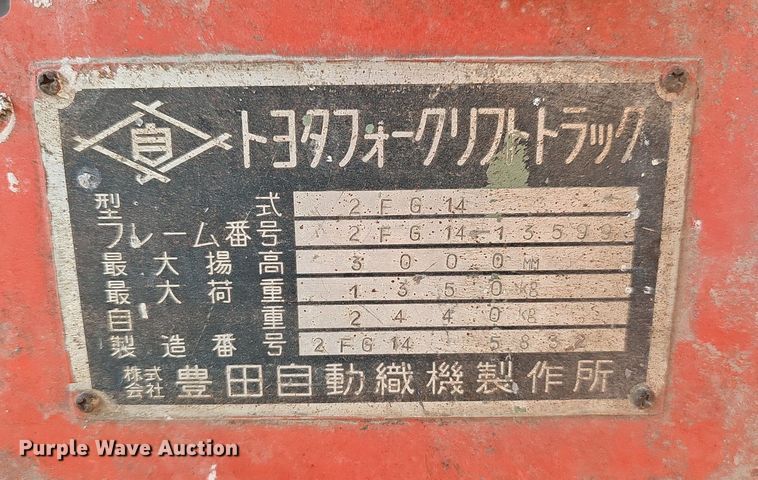 自 トヨタフォークリフトトラック
型式 2FG14
フレーム番号 2FG14-13599
最大揚高 3000MM
最大荷重 1350kg
自重 2440kg
製造番号 2FG14 5832
株式会社 豊田自動織機製作所
Purple Wave Auction